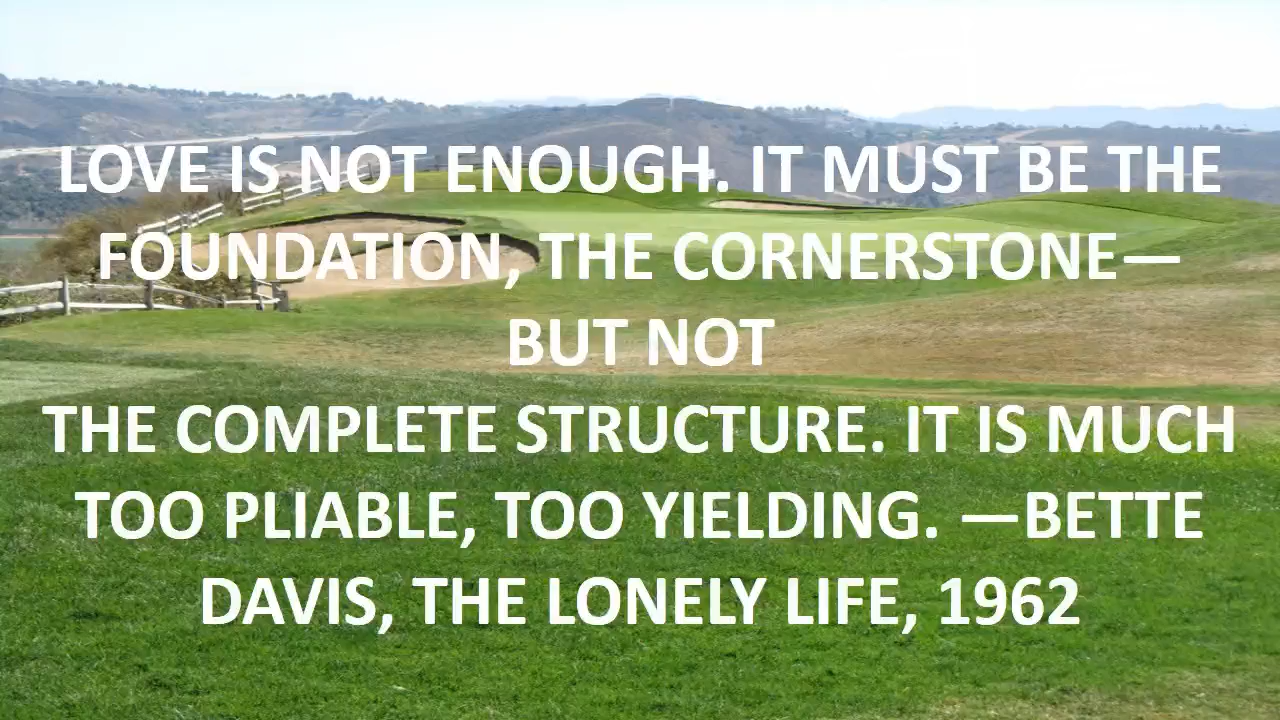 LOVE IS NOT ENOUGH. IT MUST BE THE
FOUNDATION, THE CORNERSTONE—
BUT NOT
THE COMPLETE STRUCTURE. IT IS MUCH
TOO PLIABLE, TOO YIELDING. —BETTE
DAVIS, THE LONELY LIFE, 1962